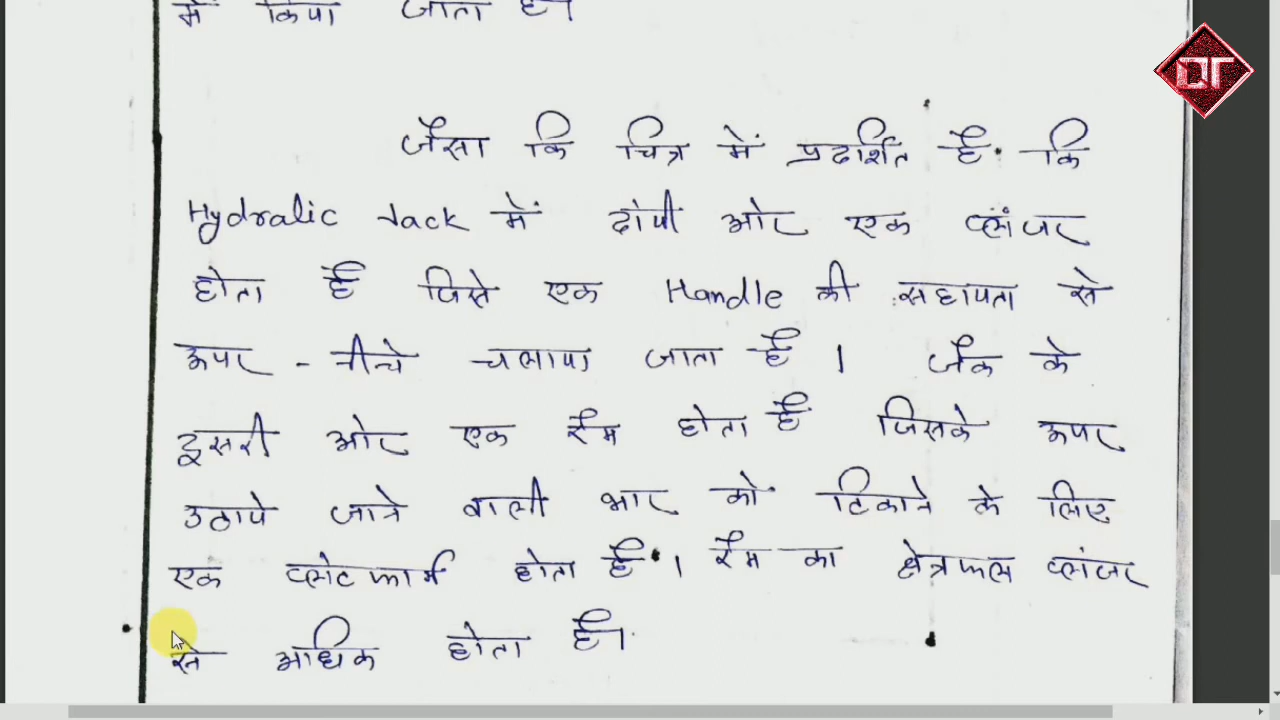 में किया जाता है।
DT
जैसा कि चित्र में प्रदर्शित है कि
Hydralic Jack में दांयी ओर एक प्लंजर
होता है जिसे एक Handle की सहायता से
ऊपर - नीचे चलाया जाता है । जैक के
दूसरी ओर एक रैम होता है जिसके ऊपर
उठाये जाने वाली भार को टिकाने के लिए
एक प्लेटफार्म होता है । रैम का क्षेत्रफल प्लंजर
से अधिक होता है।